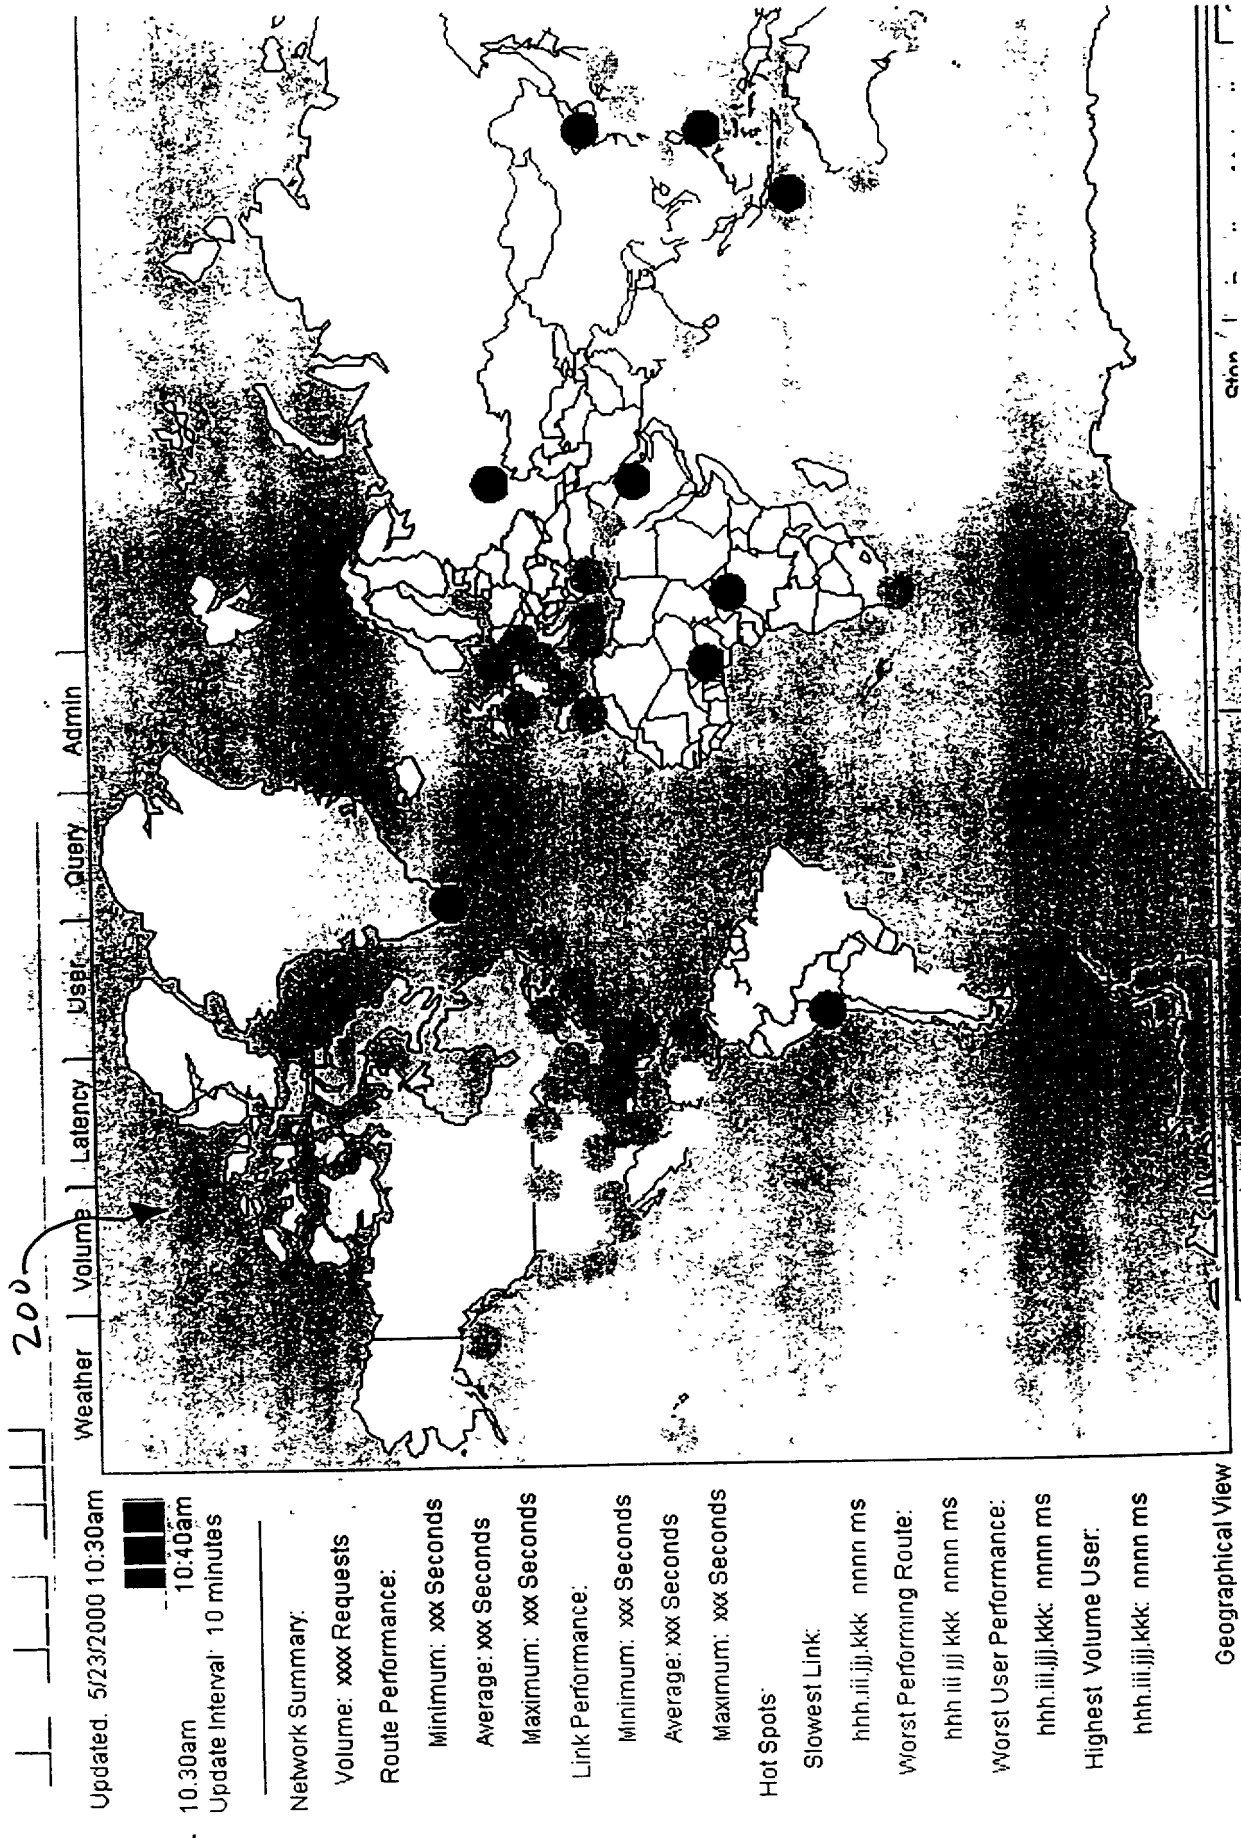 200
Weather Volume Latency User Query Admin
Updated. 5/23/2000 10:30am
10.30am 10:40am
Update Interval 10 minutes
Network Summary:
Volume: xxxx Requests
Route Performance:
Minimum: xxx Seconds
Average: xxx Seconds
Maximum: xxx Seconds
Link Performance:
Minimum: xxx Seconds
Average: xxx Seconds
Maximum: xxx Seconds
Hot Spots:
Slowest Link:
hhh.iii.jjj.kkk nnnn ms
Worst Performing Route:
hhh iii jjj kkk nnnn ms
Worst User Performance:
hhh.iii.jjj.kkk: nnnn ms
Highest Volume User:
hhh.iii.jjj.kkk: nnnn ms
Geographical View